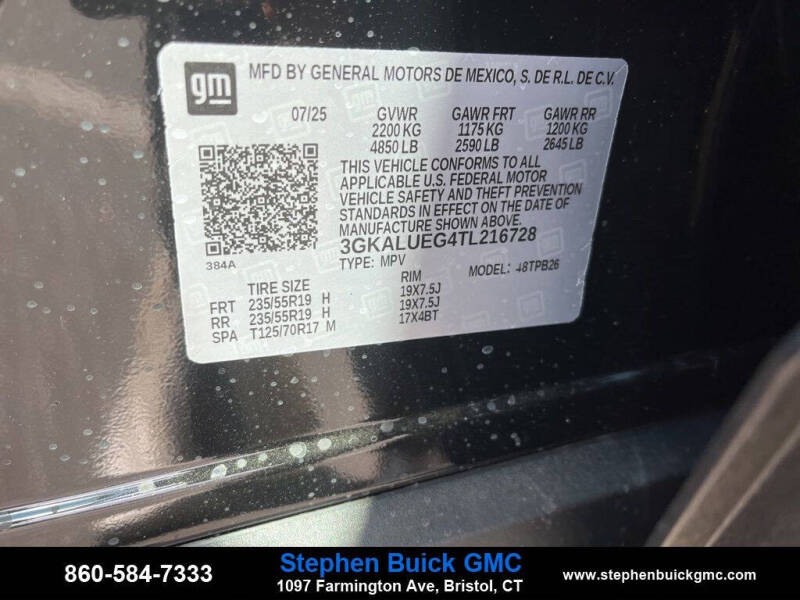 gm
MFD BY GENERAL MOTORS DE MEXICO, S. DE R.L. DE C.V.
07/25 GVWR GAWR FRT GAWR RR
2200 KG 1175 KG 1200 KG
4850 LB 2590 LB 2645 LB
THIS VEHICLE CONFORMS TO ALL
APPLICABLE U.S. FEDERAL MOTOR
VEHICLE SAFETY AND THEFT PREVENTION
STANDARDS IN EFFECT ON THE DATE OF
MANUFACTURE SHOWN ABOVE.
3GKALUEG4TL216728
384A
TYPE: MPV MODEL: 48TPB26
TIRE SIZE RIM
FRT 235/55R19 H 19X7.5J
RR 235/55R19 H 19X7.5J
SPA T125/70R17 M 17X4BT
860-584-7333
Stephen Buick GMC
1097 Farmington Ave, Bristol, CT
www.stephenbuickgmc.com